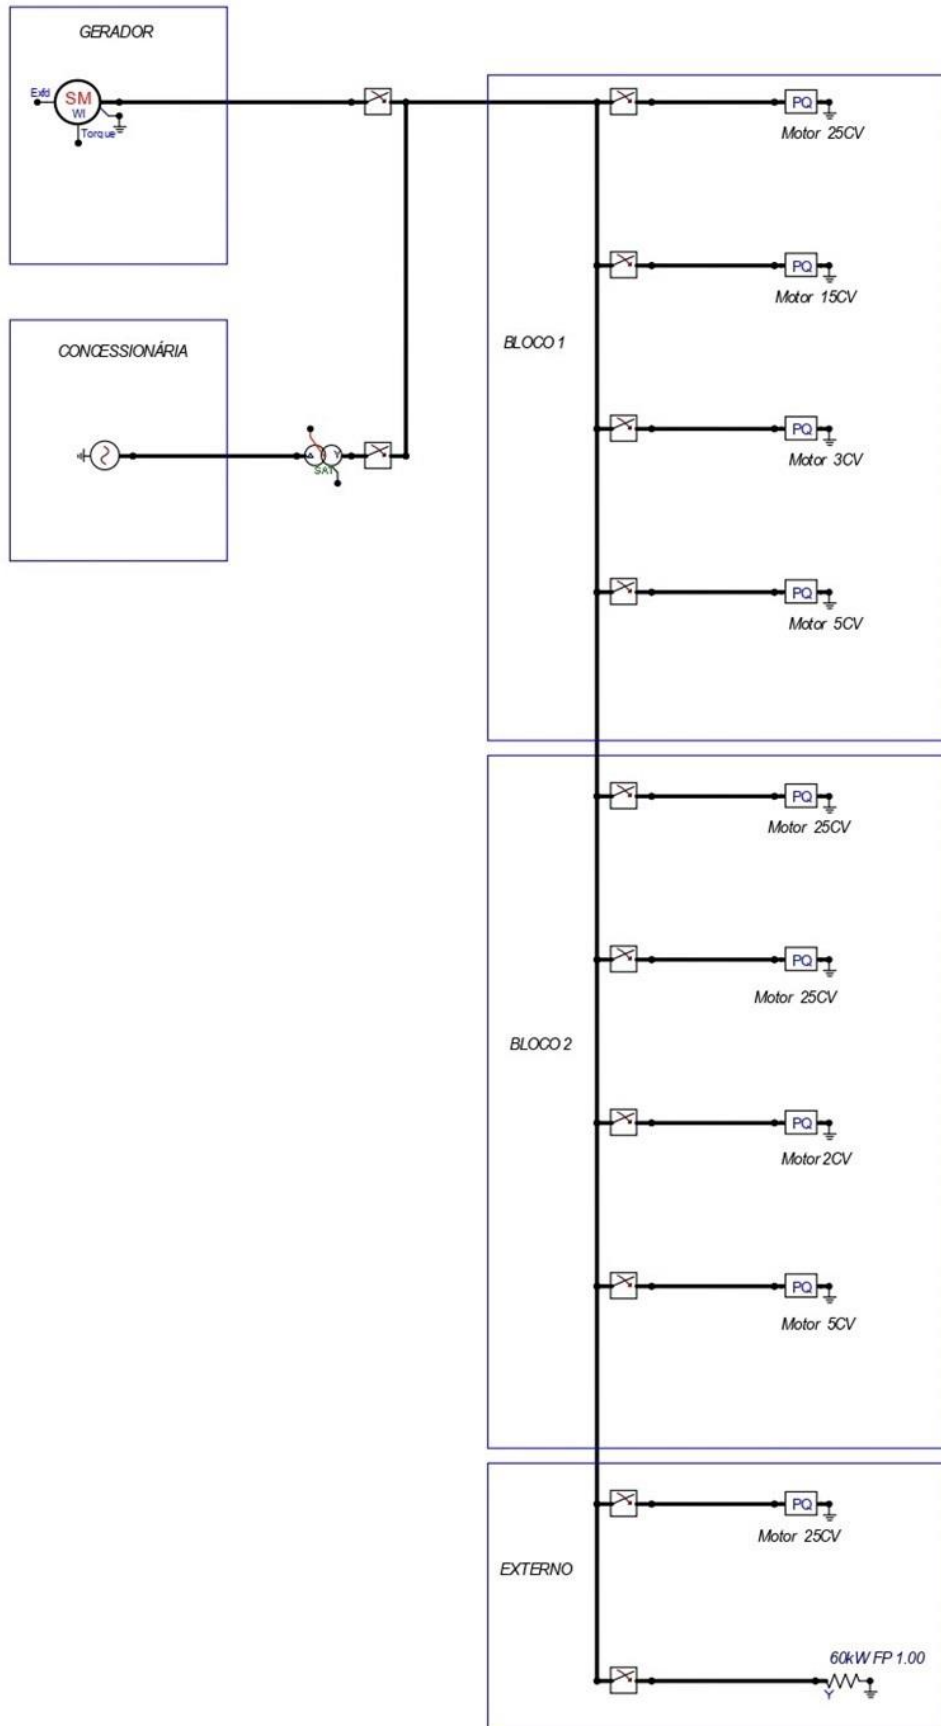 GERADOR
Exfd
SM
WI
Torque
CONCESSIONÁRIA
SAT
Y
BLOCO 1
PQ
Motor 25CV
PQ
Motor 15CV
PQ
Motor 3CV
PQ
Motor 5CV
BLOCO 2
PQ
Motor 25CV
PQ
Motor 25CV
PQ
Motor 2CV
PQ
Motor 5CV
EXTERNO
PQ
Motor 25CV
60kW FP 1.00
Y